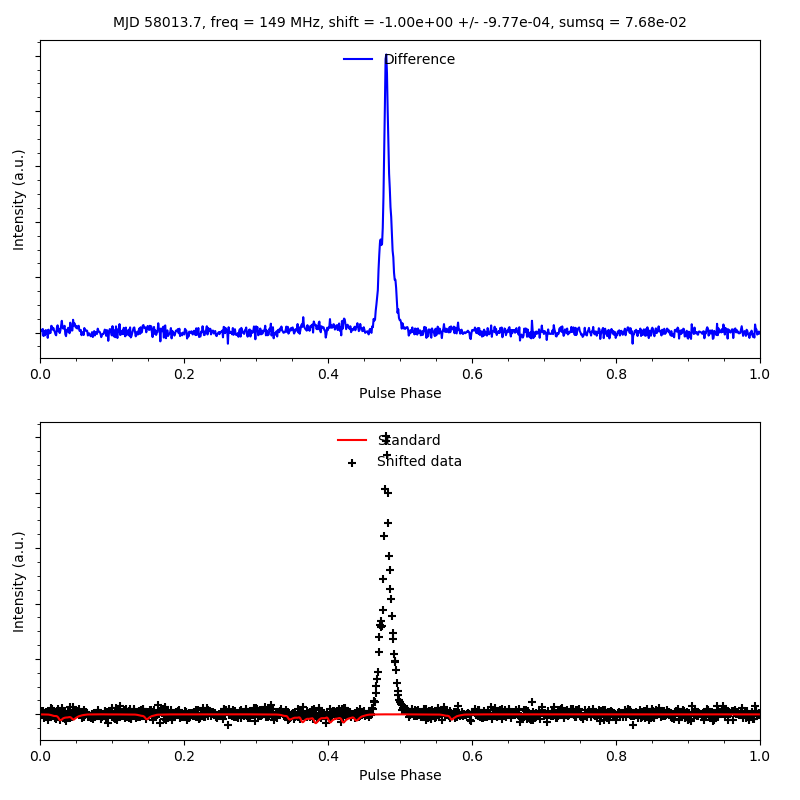 MJD 58013.7, freq = 149 MHz, shift = -1.00e+00 +/- -9.77e-04, sumsq = 7.68e-02
Difference
Intensity (a.u.)
0.0 0.2 0.4 0.6 0.8 1.0
Pulse Phase
Standard
Shifted data
Intensity (a.u.)
0.0 0.2 0.4 0.6 0.8 1.0
Pulse Phase